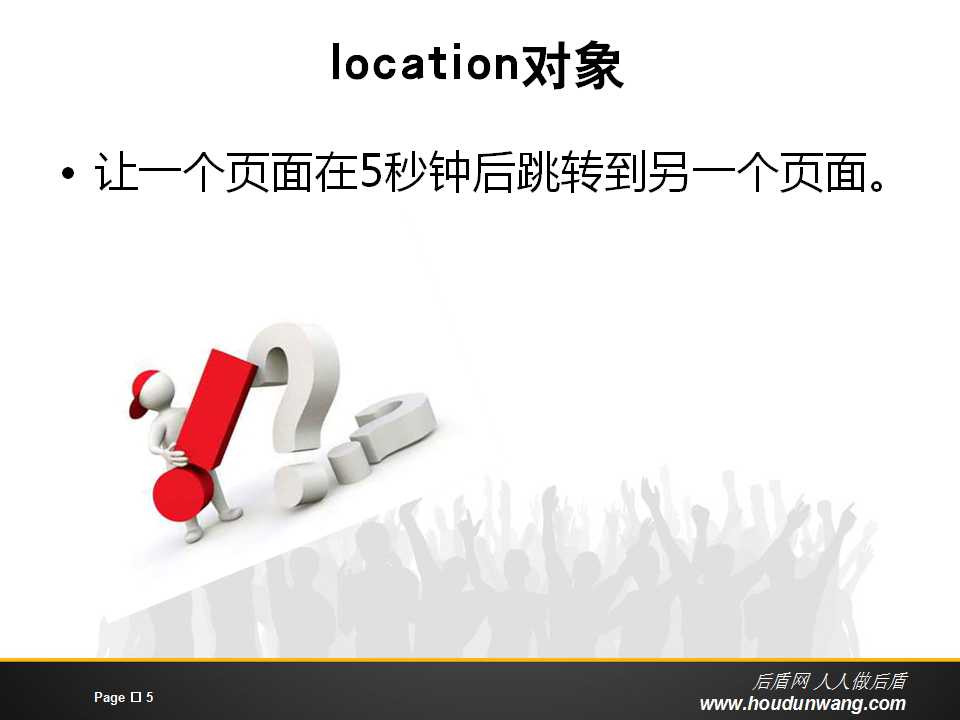 location对象
• 让一个页面在5秒钟后跳转到另一个页面。
后盾网 人人做后盾
Page □ 5
www.houdunwang.com